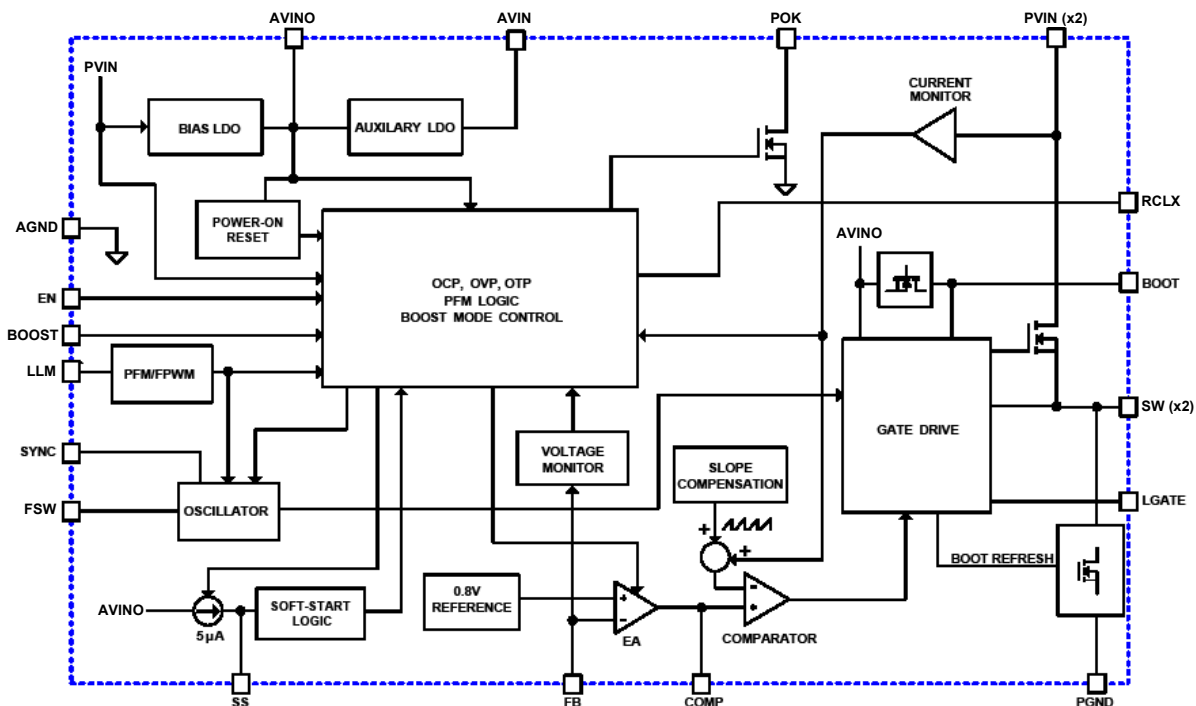 AVINO
AVIN
POK
PVIN (x2)
PVIN
BIAS LDO
AUXILARY LDO
CURRENT
MONITOR
AGND
POWER-ON
RESET
RCLX
AVINO
OCP, OVP, OTP
PFM LOGIC
BOOST MODE CONTROL
BOOT
EN
BOOST
LLM
PFM/FPWM
GATE DRIVE
SW (x2)
SYNC
VOLTAGE
MONITOR
SLOPE
COMPENSATION
FSW
OSCILLATOR
LGATE
+
+
BOOT REFRESH
0.8V
REFERENCE
AVINO
5µA
SOFT-START
LOGIC
+
−
EA
−
+
COMPARATOR
SS
FB
COMP
PGND